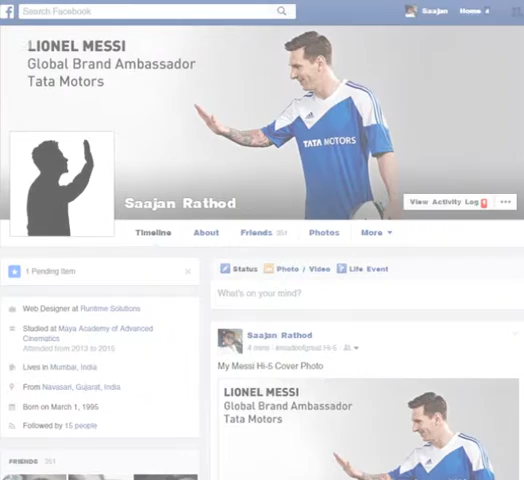 f Search Facebook Saajan Home
LIONEL MESSI
Global Brand Ambassador
Tata Motors
TATA MOTORS
Saajan Rathod
View Activity Log
Timeline About Friends 351 Photos More
1 Pending Item
Status Photo / Video Life Event
What's on your mind?
Web Designer at Runtime Solutions
Studied at Maya Academy of Advanced
Cinematics
Attended from 2013 to 2015
Lives in Mumbai, India
From Navasari, Gujarat, India
Born on March 1, 1995
Followed by 15 people
FRIENDS 351
Saajan Rathod
4 mins
My Messi Hi-5 Cover Photo
LIONEL MESSI
Global Brand Ambassador
Tata Motors